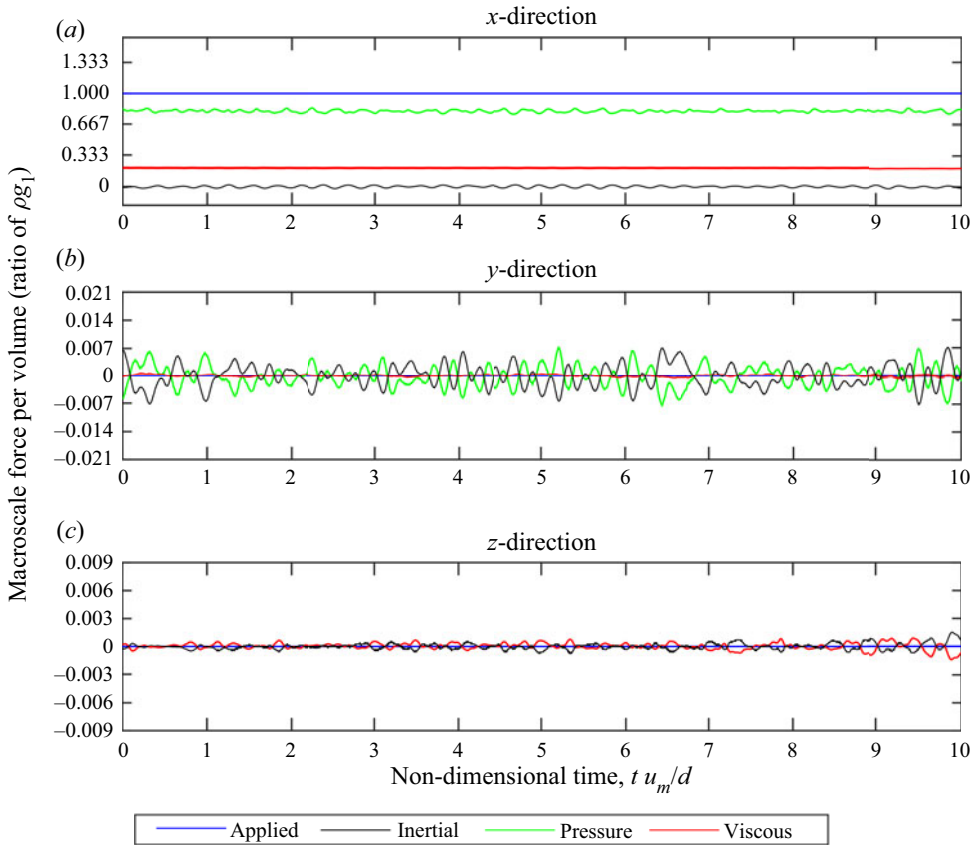 x-direction
(a)
1.333
1.000
0.667
0.333
0
0 1 2 3 4 5 6 7 8 9 10
(b)
y-direction
0.021
0.014
0.007
0
–0.007
–0.014
–0.021
0 1 2 3 4 5 6 7 8 9 10
(c)
z-direction
0.009
0.006
0.003
0
–0.003
–0.006
–0.009
0 1 2 3 4 5 6 7 8 9 10
Macroscale force per volume (ratio of ρg₁)
Non-dimensional time, t uₘ/d
Applied Inertial Pressure Viscous